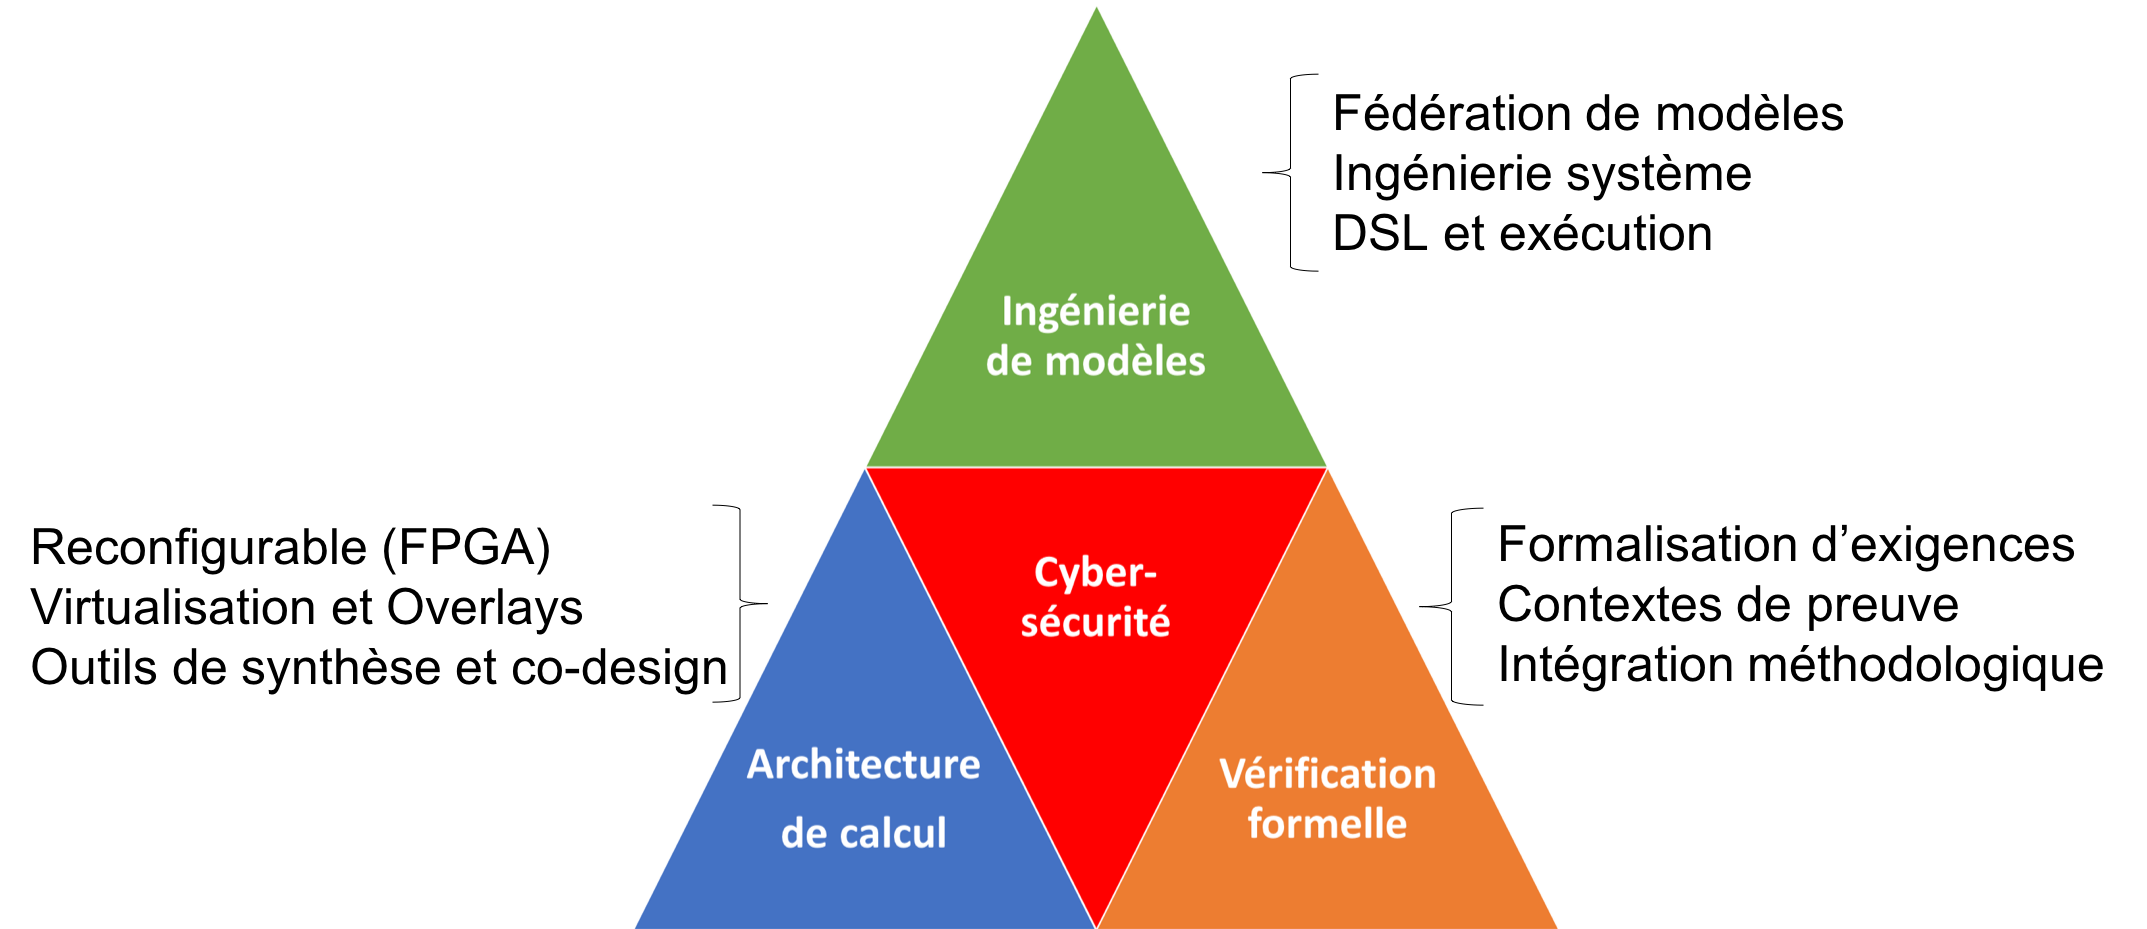 Fédération de modèles
Ingénierie système
DSL et exécution
Ingénierie
de modèles
Reconfigurable (FPGA)
Virtualisation et Overlays
Outils de synthèse et co-design
Cyber-
sécurité
Formalisation d’exigences
Contextes de preuve
Intégration méthodologique
Architecture
de calcul
Vérification
formelle